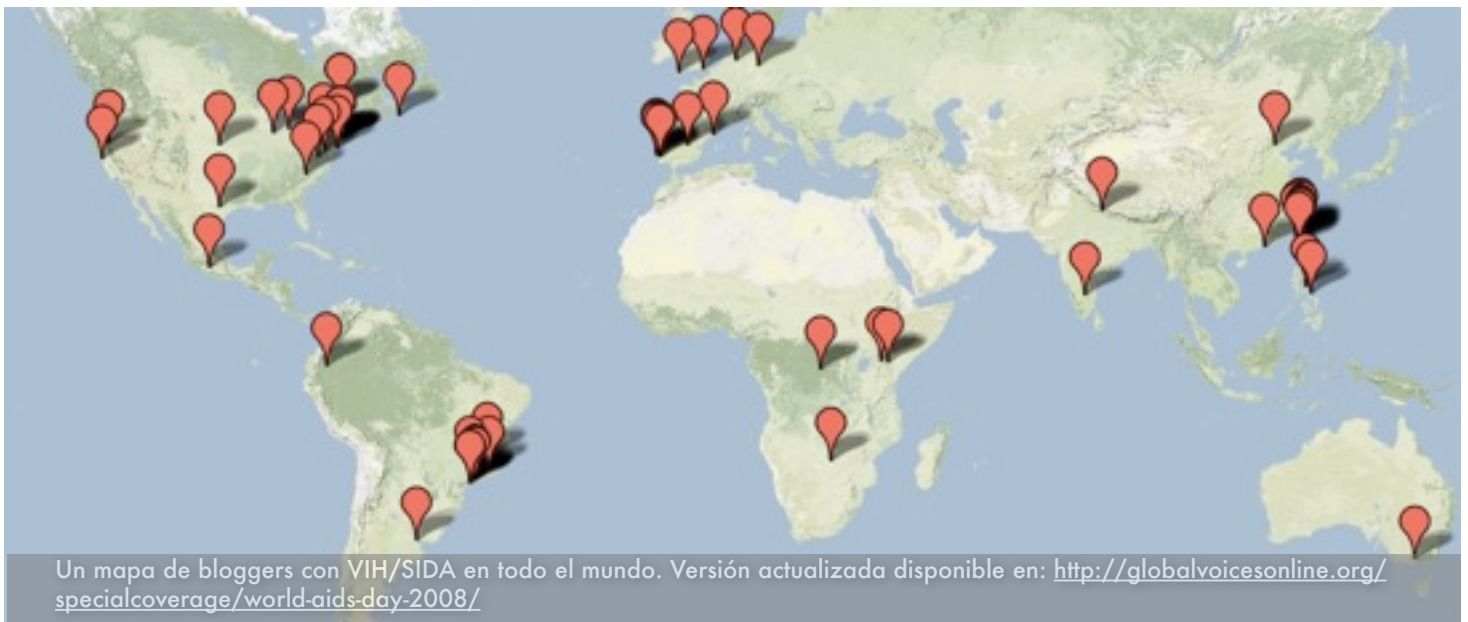 Un mapa de bloggers con VIH/SIDA en todo el mundo. Versión actualizada disponible en: http://globalvoicesonline.org/
specialcoverage/world-aids-day-2008/